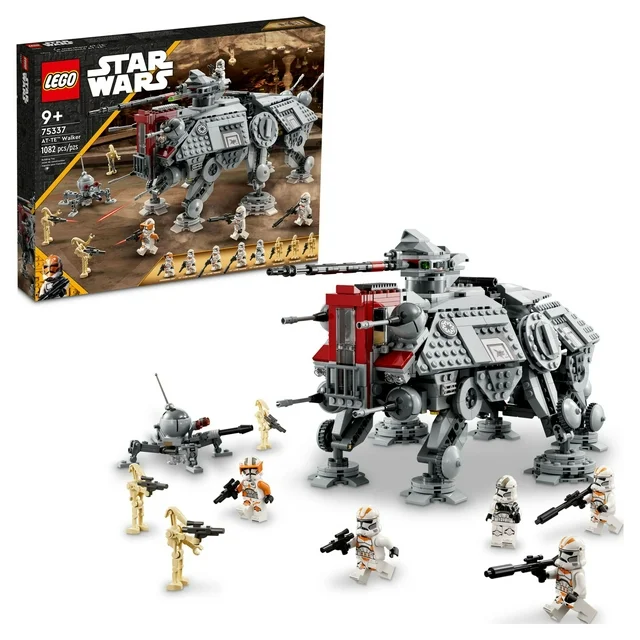 LEGO
STAR
WARS
9+
75337
AT-TE™ Walker
1082 pcs/pzs